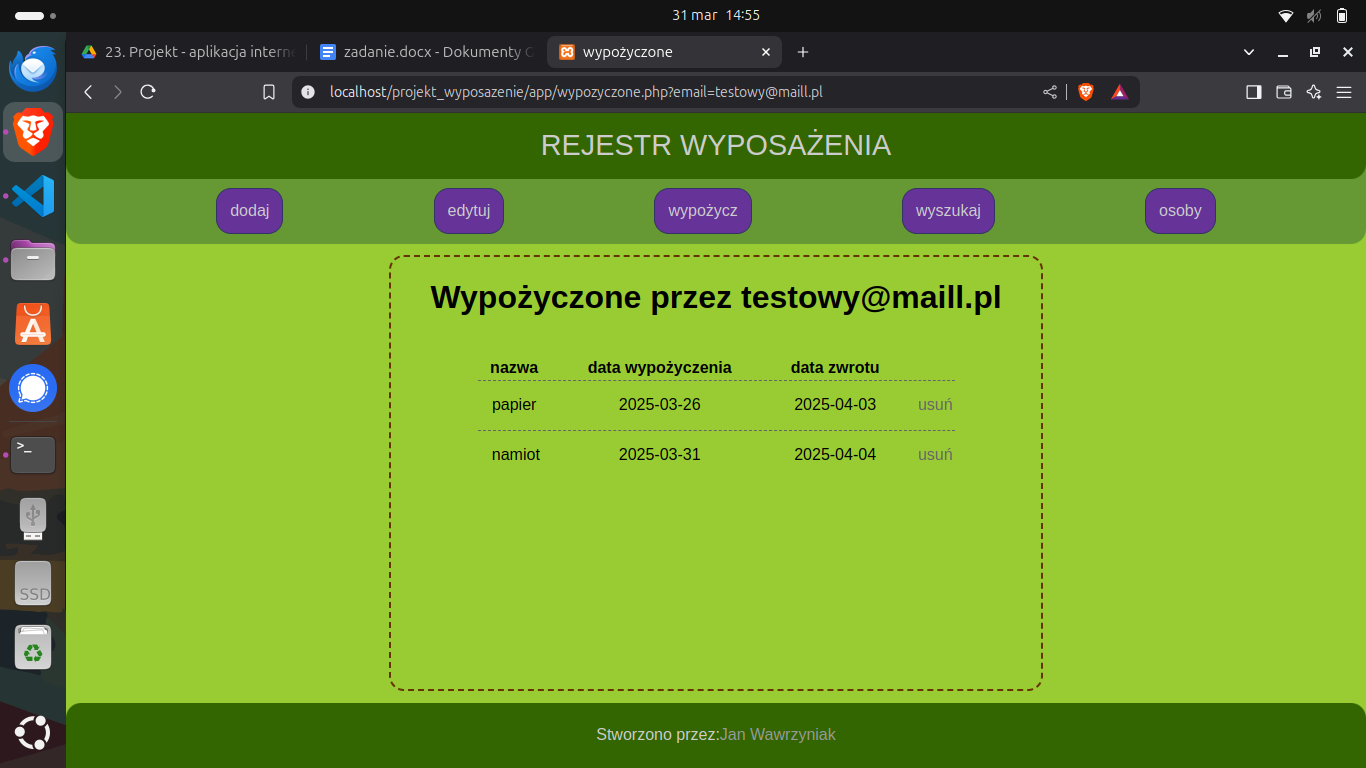 31 mar 14:55
23. Projekt - aplikacja intern
zadanie.docx - Dokumenty G
wypożyczone
localhost/projekt_wyposazenie/app/wypozyczone.php?email=testowy@maill.pl
REJESTR WYPOSAŻENIA
dodaj edytuj wypożycz wyszukaj osoby
Wypożyczone przez testowy@maill.pl
nazwa data wypożyczenia data zwrotu
papier 2025-03-26 2025-04-03 usuń
namiot 2025-03-31 2025-04-04 usuń
>_
SSD
Stworzono przez:Jan Wawrzyniak